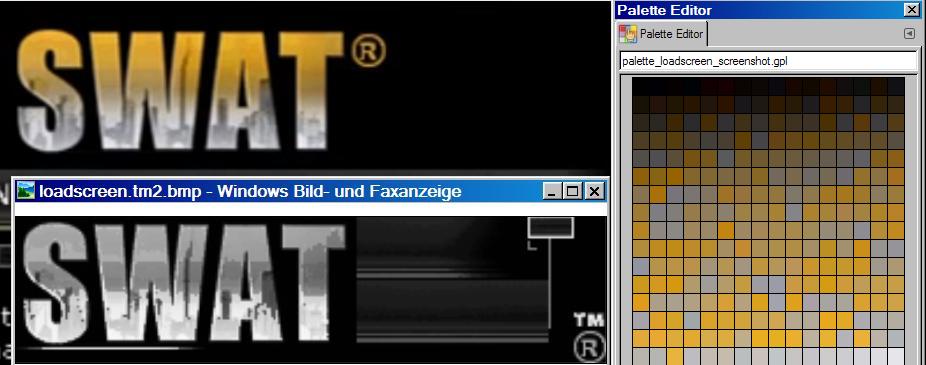 SWAT®
Palette Editor
Palette Editor
palette_loadscreen_screenshot.gpl
loadscreen.tm2.bmp - Windows Bild- und Faxanzeige
SWAT
TM
®